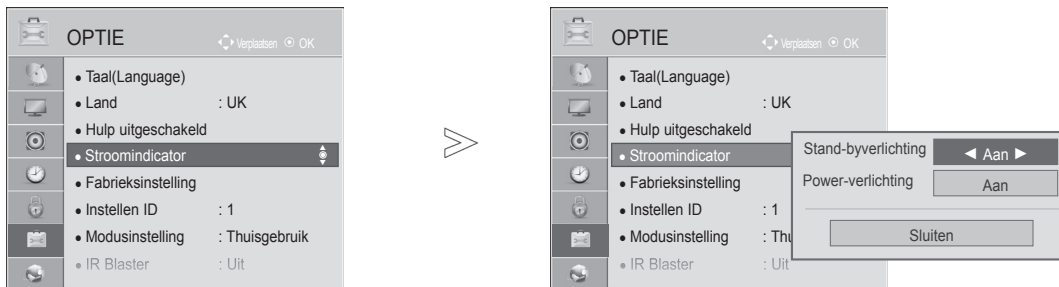 OPTIE
Verplaatsen OK
• Taal(Language)
• Land : UK
• Hulp uitgeschakeld
• Stroomindicator
• Fabrieksinstelling
• Instellen ID : 1
• Modusinstelling : Thuisgebruik
• IR Blaster : Uit
OPTIE
Verplaatsen OK
• Taal(Language)
• Land : UK
• Hulp uitgeschakeld
• Stroomindicator
• Fabrieksinstelling
• Instellen ID : 1
• Modusinstelling : Thu
• IR Blaster : Uit
Stand-byverlichting ◄ Aan ►
Power-verlichting Aan
Sluiten